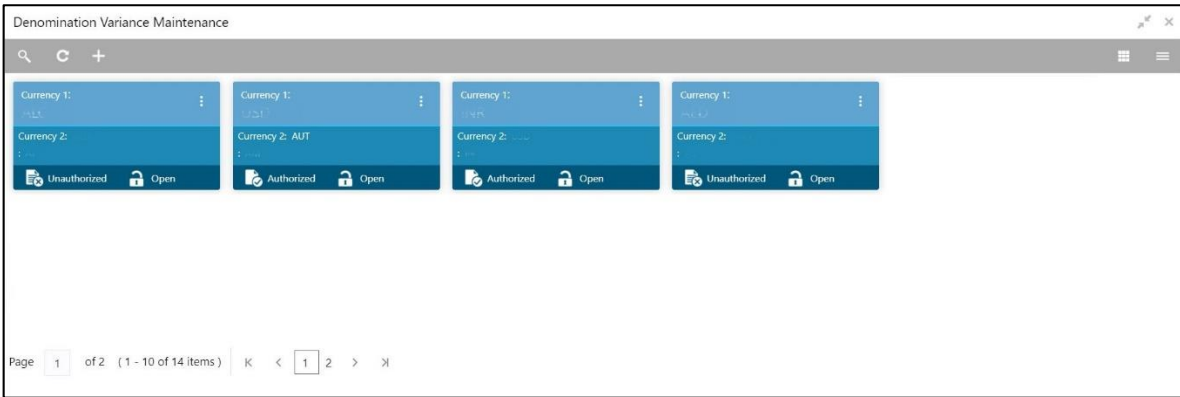 Denomination Variance Maintenance
Currency 1: Currency 1: Currency 1: Currency 1:
Currency 2: Currency 2: AUT Currency 2: Currency 2:
: : : :
Unauthorized Open Authorized Open Authorized Open Unauthorized Open
Page 1 of 2 ( 1 - 10 of 14 items ) K < 1 2 > >|